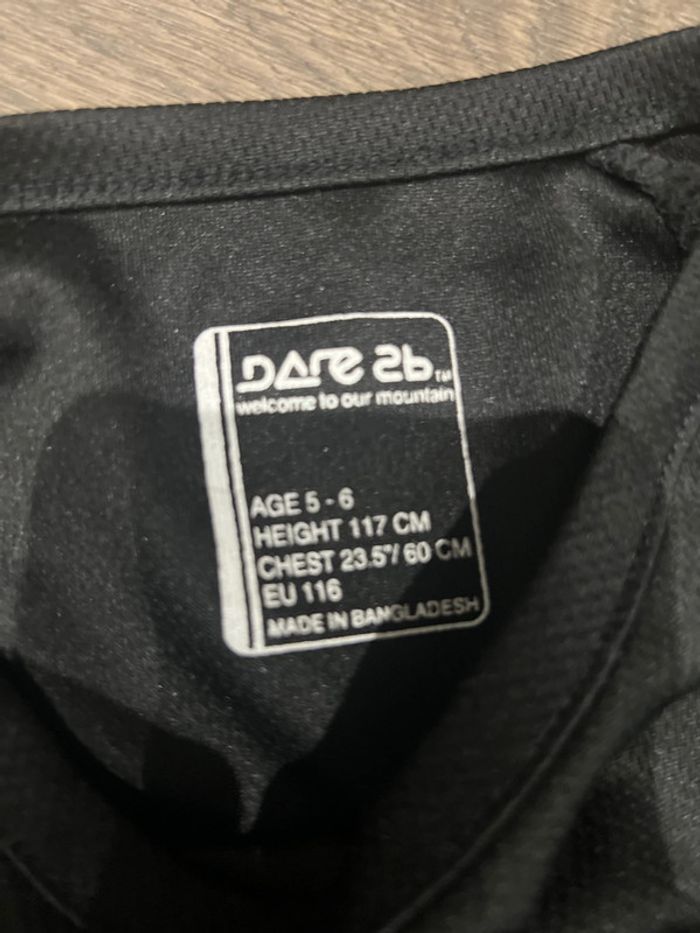 Dare 2b™
welcome to our mountain
AGE 5 - 6
HEIGHT 117 CM
CHEST 23.5"/ 60 CM
EU 116
MADE IN BANGLADESH